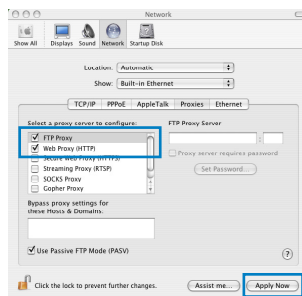 Network
Show All
Displays
Sound
Network
Startup Disk
Location: Automatic
Show: Built-in Ethernet
TCP/IP
PPPoE
AppleTalk
Proxies
Ethernet
Select a proxy server to configure:
FTP Proxy Server
FTP Proxy
Web Proxy (HTTP)
Secure Web Proxy (HTTPS)
Streaming Proxy (RTSP)
SOCKS Proxy
Gopher Proxy
:
Proxy server requires password
Set Password...
Bypass proxy settings for
these Hosts & Domains:
Use Passive FTP Mode (PASV)
?
Click the lock to prevent further changes.
Assist me...
Apply Now